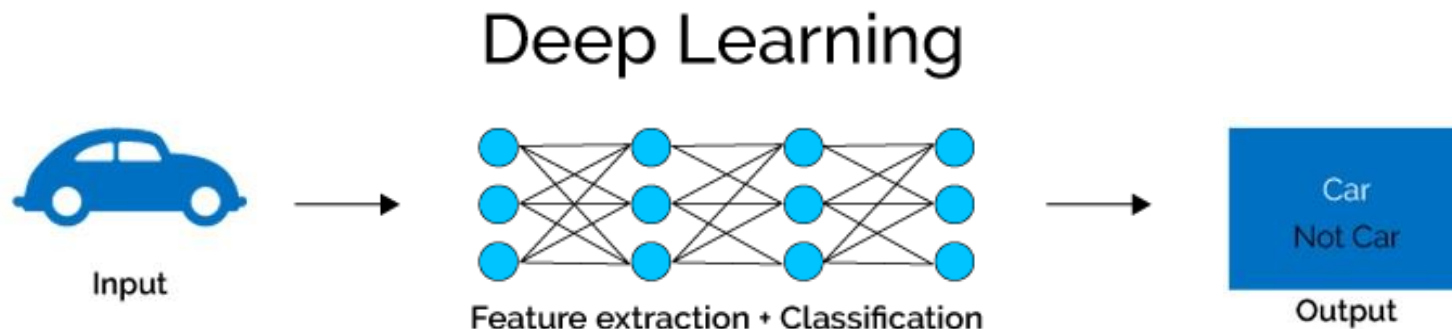 Deep Learning
Input
Feature extraction + Classification
Car
Not Car
Output